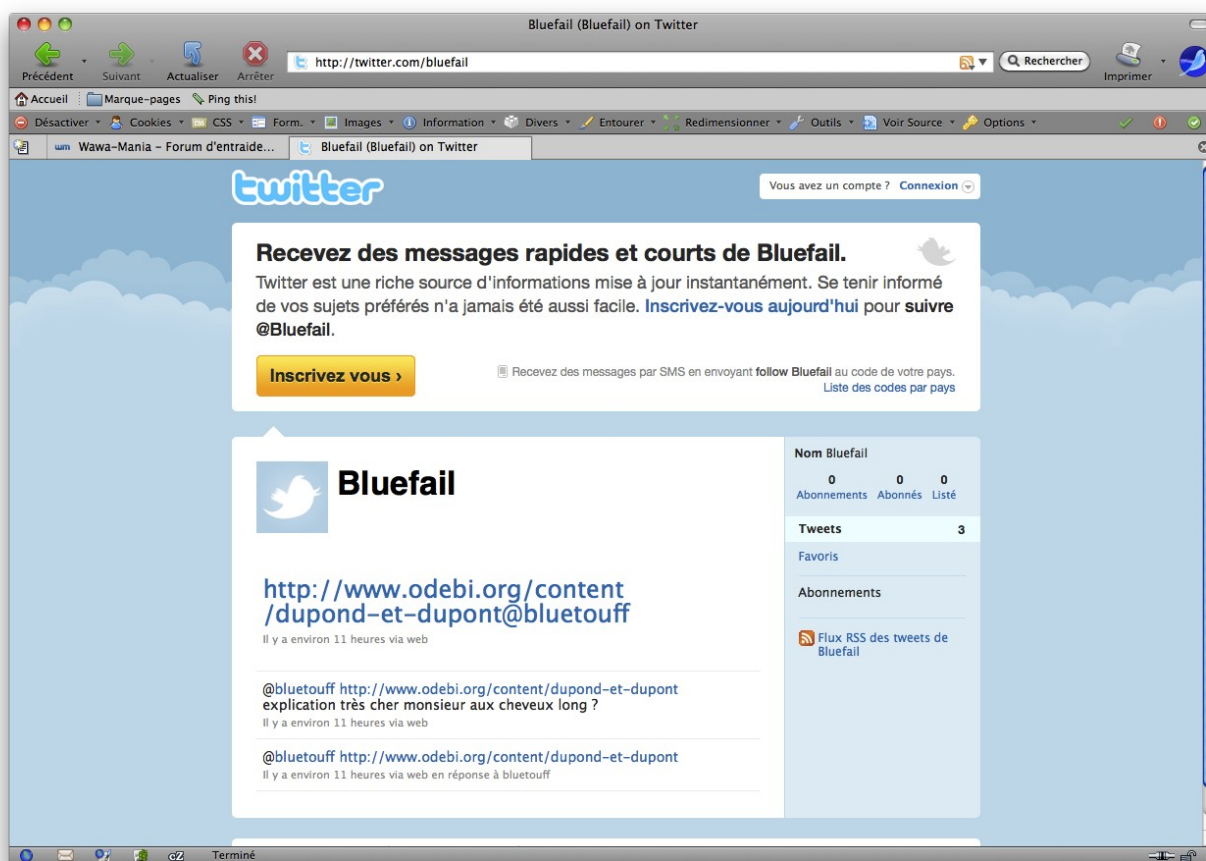 Bluefail (Bluefail) on Twitter
http://twitter.com/bluefail
Rechercher
Précédent Suivant Actualiser Arrêter Imprimer
Accueil Marque-pages Ping this!
Désactiver Cookies CSS Form. Images Information Divers Entourer Redimensionner Outils Voir Source Options
wm Wawa-Mania – Forum d'entraide... Bluefail (Bluefail) on Twitter
twitter
Vous avez un compte ? Connexion
Recevez des messages rapides et courts de Bluefail.
Twitter est une riche source d'informations mise à jour instantanément. Se tenir informé
de vos sujets préférés n'a jamais été aussi facile. Inscrivez-vous aujourd'hui pour suivre
@Bluefail.
Inscrivez vous ›
Recevez des messages par SMS en envoyant follow Bluefail au code de votre pays.
Liste des codes par pays
Bluefail
http://www.odebi.org/content
/dupond-et-dupont@bluetouff
Il y a environ 11 heures via web
@bluetouff http://www.odebi.org/content/dupond-et-dupont
explication très cher monsieur aux cheveux long ?
Il y a environ 11 heures via web
@bluetouff http://www.odebi.org/content/dupond-et-dupont
Il y a environ 11 heures via web en réponse à bluetouff
Nom Bluefail
0 0 0
Abonnements Abonnés Listé
Tweets 3
Favoris
Abonnements
Flux RSS des tweets de
Bluefail
Terminé